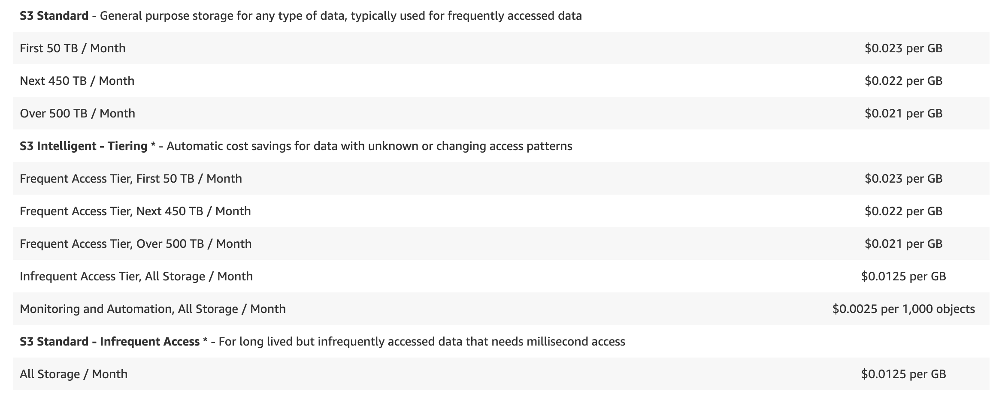 S3 Standard - General purpose storage for any type of data, typically used for frequently accessed data
First 50 TB / Month $0.023 per GB
Next 450 TB / Month $0.022 per GB
Over 500 TB / Month $0.021 per GB
S3 Intelligent - Tiering * - Automatic cost savings for data with unknown or changing access patterns
Frequent Access Tier, First 50 TB / Month $0.023 per GB
Frequent Access Tier, Next 450 TB / Month $0.022 per GB
Frequent Access Tier, Over 500 TB / Month $0.021 per GB
Infrequent Access Tier, All Storage / Month $0.0125 per GB
Monitoring and Automation, All Storage / Month $0.0025 per 1,000 objects
S3 Standard - Infrequent Access * - For long lived but infrequently accessed data that needs millisecond access
All Storage / Month $0.0125 per GB